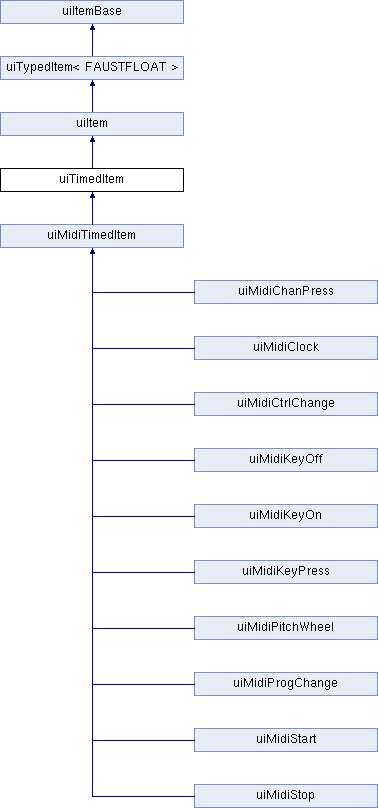 uiItemBase
uiTypedItem< FAUSTFLOAT >
uiItem
uiTimedItem
uiMidiTimedItem
uiMidiChanPress
uiMidiClock
uiMidiCtrlChange
uiMidiKeyOff
uiMidiKeyOn
uiMidiKeyPress
uiMidiPitchWheel
uiMidiProgChange
uiMidiStart
uiMidiStop